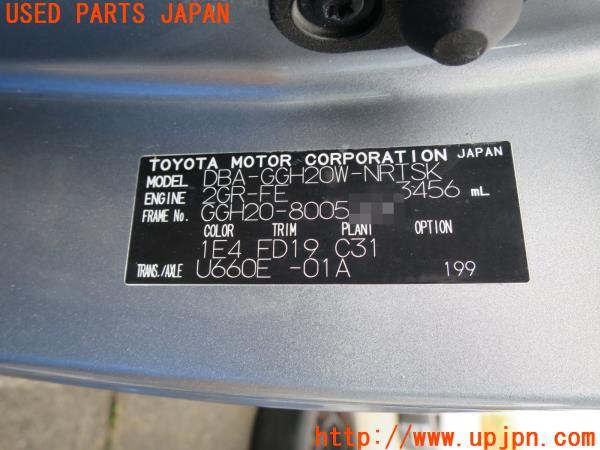 USED PARTS JAPAN
TOYOTA MOTOR CORPORATION JAPAN
MODEL DBA-GGH20W-NRTSK
ENGINE 2GR-FE 3456 mL
FRAME No. GGH20-8005
COLOR TRIM PLANT OPTION
1E4 FD19 C31
TRANS./AXLE U660E -01A 199
http://www.upjpn.com